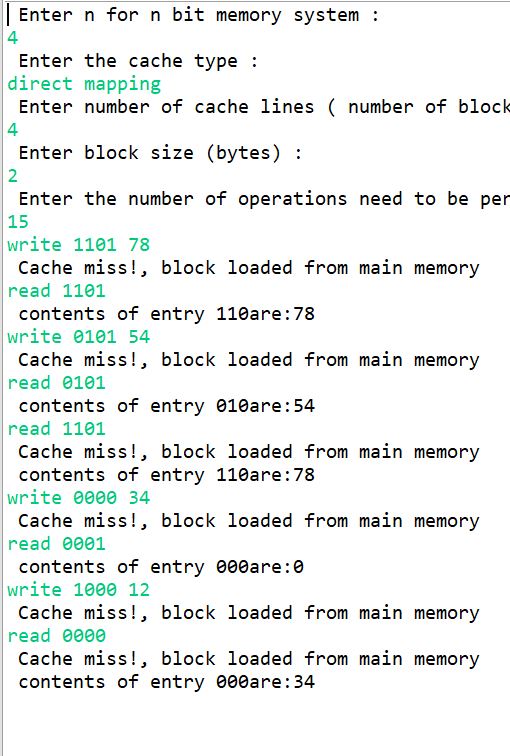 Enter n for n bit memory system :
4
Enter the cache type :
direct mapping
Enter number of cache lines ( number of block
4
Enter block size (bytes) :
2
Enter the number of operations need to be per
15
write 1101 78
Cache miss!, block loaded from main memory
read 1101
contents of entry 110are:78
write 0101 54
Cache miss!, block loaded from main memory
read 0101
contents of entry 010are:54
read 1101
Cache miss!, block loaded from main memory
contents of entry 110are:78
write 0000 34
Cache miss!, block loaded from main memory
read 0001
contents of entry 000are:0
write 1000 12
Cache miss!, block loaded from main memory
read 0000
Cache miss!, block loaded from main memory
contents of entry 000are:34